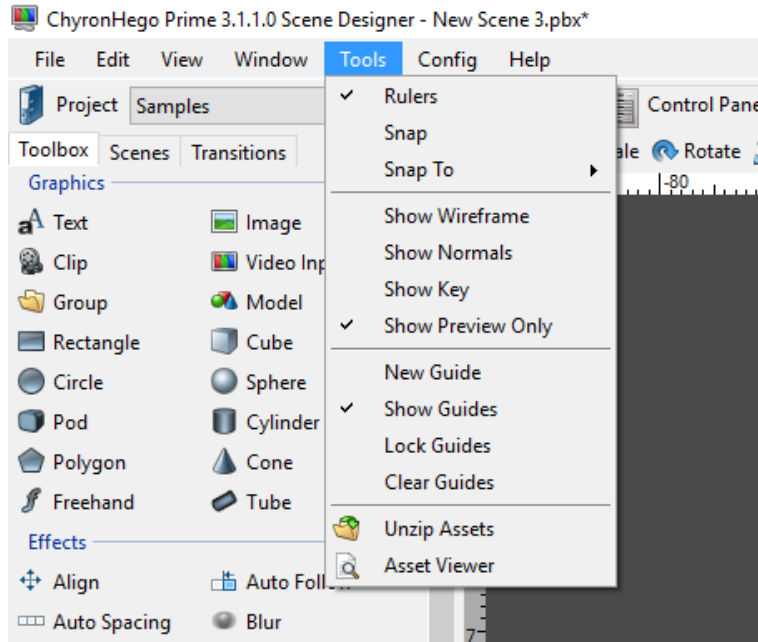 ChyronHego Prime 3.1.1.0 Scene Designer - New Scene 3.pbx*
File Edit View Window Tools Config Help
Project Samples
Control Pane
Toolbox Scenes Transitions
ale Rotate
-80
Graphics
Text Image
Clip Video Inp
Group Model
Rectangle Cube
Circle Sphere
Pod Cylinder
Polygon Cone
Freehand Tube
Effects
Align Auto Foll
Auto Spacing Blur
Rulers
Snap
Snap To
Show Wireframe
Show Normals
Show Key
Show Preview Only
New Guide
Show Guides
Lock Guides
Clear Guides
Unzip Assets
Asset Viewer
7